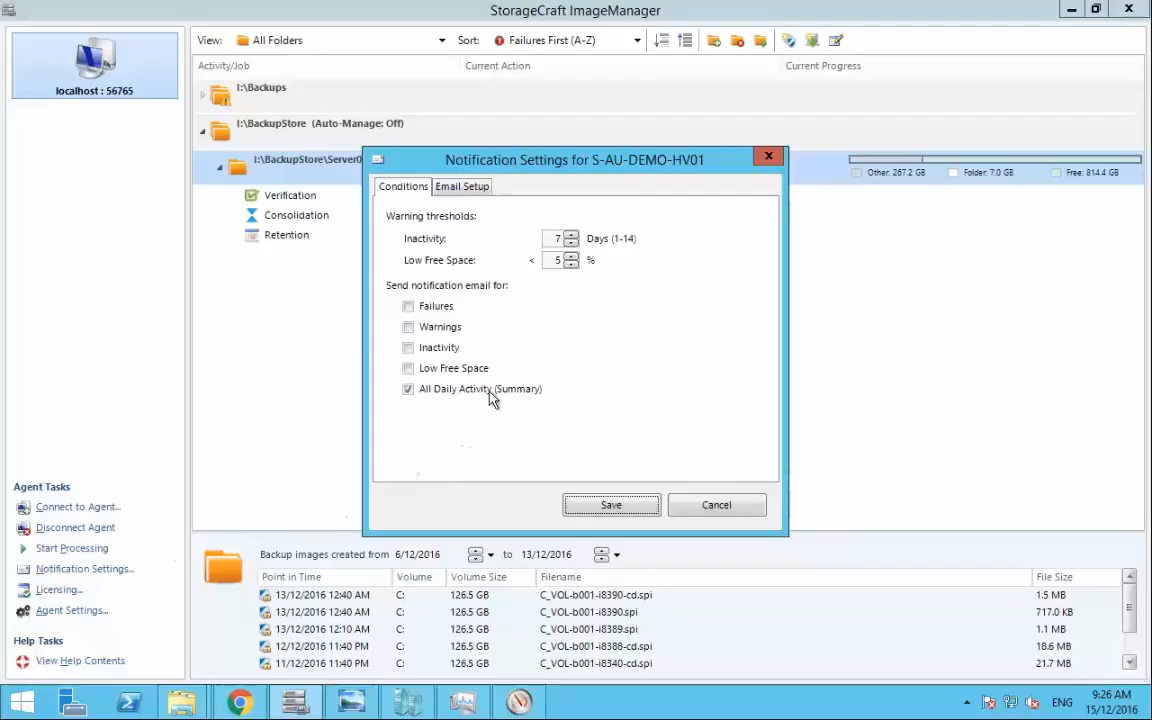 StorageCraft ImageManager
localhost : 56765
View: All Folders Sort: Failures First (A-Z)
Activity/Job Current Action Current Progress
I:\Backups
I:\BackupStore (Auto-Manage: Off)
I:\BackupStore\Server0
Other: 267.2 GB Folder: 7.0 GB Free: 814.4 GB
Verification
Consolidation
Retention
Notification Settings for S-AU-DEMO-HV01
Conditions Email Setup
Warning thresholds:
Inactivity: 7 Days (1-14)
Low Free Space: < 5 %
Send notification email for:
Failures
Warnings
Inactivity
Low Free Space
All Daily Activity (Summary)
Save Cancel
Agent Tasks
Connect to Agent...
Disconnect Agent
Start Processing
Notification Settings...
Licensing...
Agent Settings...
Help Tasks
View Help Contents
Backup images created from 6/12/2016 to 13/12/2016
Point in Time Volume Volume Size Filename File Size
13/12/2016 12:40 AM C: 126.5 GB C_VOL-b001-i8390-cd.spi 1.5 MB
13/12/2016 12:40 AM C: 126.5 GB C_VOL-b001-i8390.spi 717.0 KB
13/12/2016 12:10 AM C: 126.5 GB C_VOL-b001-i8389.spi 1.1 MB
12/12/2016 11:40 PM C: 126.5 GB C_VOL-b001-i8388-cd.spi 18.6 MB
11/12/2016 11:40 PM C: 126.5 GB C_VOL-b001-i8340-cd.spi 21.7 MB
ENG
9:26 AM
15/12/2016